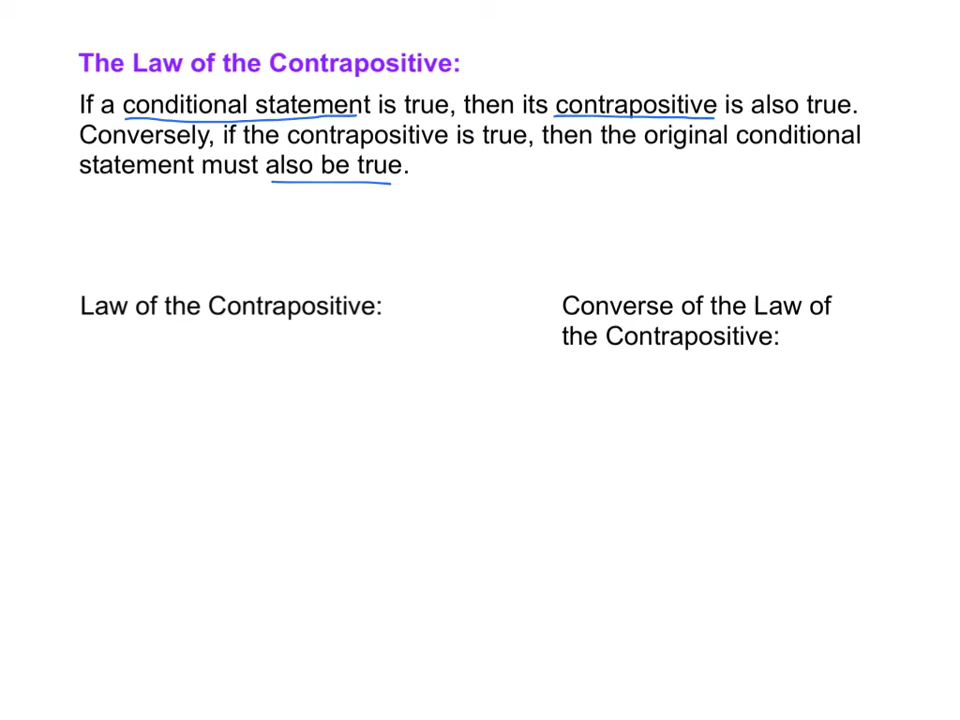 The Law of the Contrapositive:
If a conditional statement is true, then its contrapositive is also true.
Conversely, if the contrapositive is true, then the original conditional
statement must also be true.
Law of the Contrapositive:
Converse of the Law of
the Contrapositive: